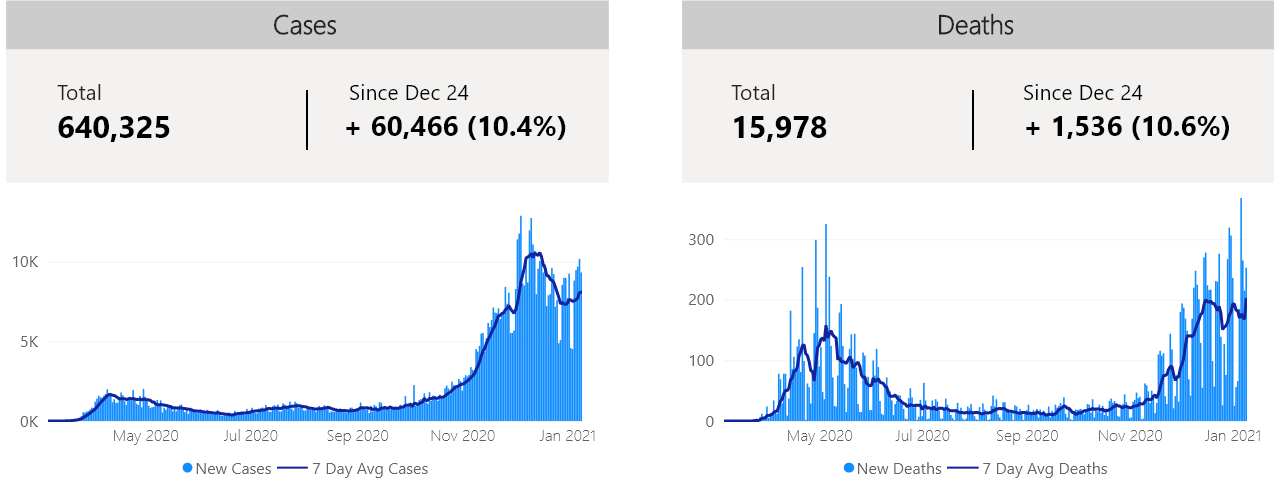 Cases
Total
Since Dec 24
640,325
+ 60,466 (10.4%)
10K
5K
0K
May 2020
Jul 2020
Sep 2020
Nov 2020
Jan 2021
New Cases
7 Day Avg Cases
Deaths
Total
Since Dec 24
15,978
+ 1,536 (10.6%)
300
200
100
0
May 2020
Jul 2020
Sep 2020
Nov 2020
Jan 2021
New Deaths
7 Day Avg Deaths